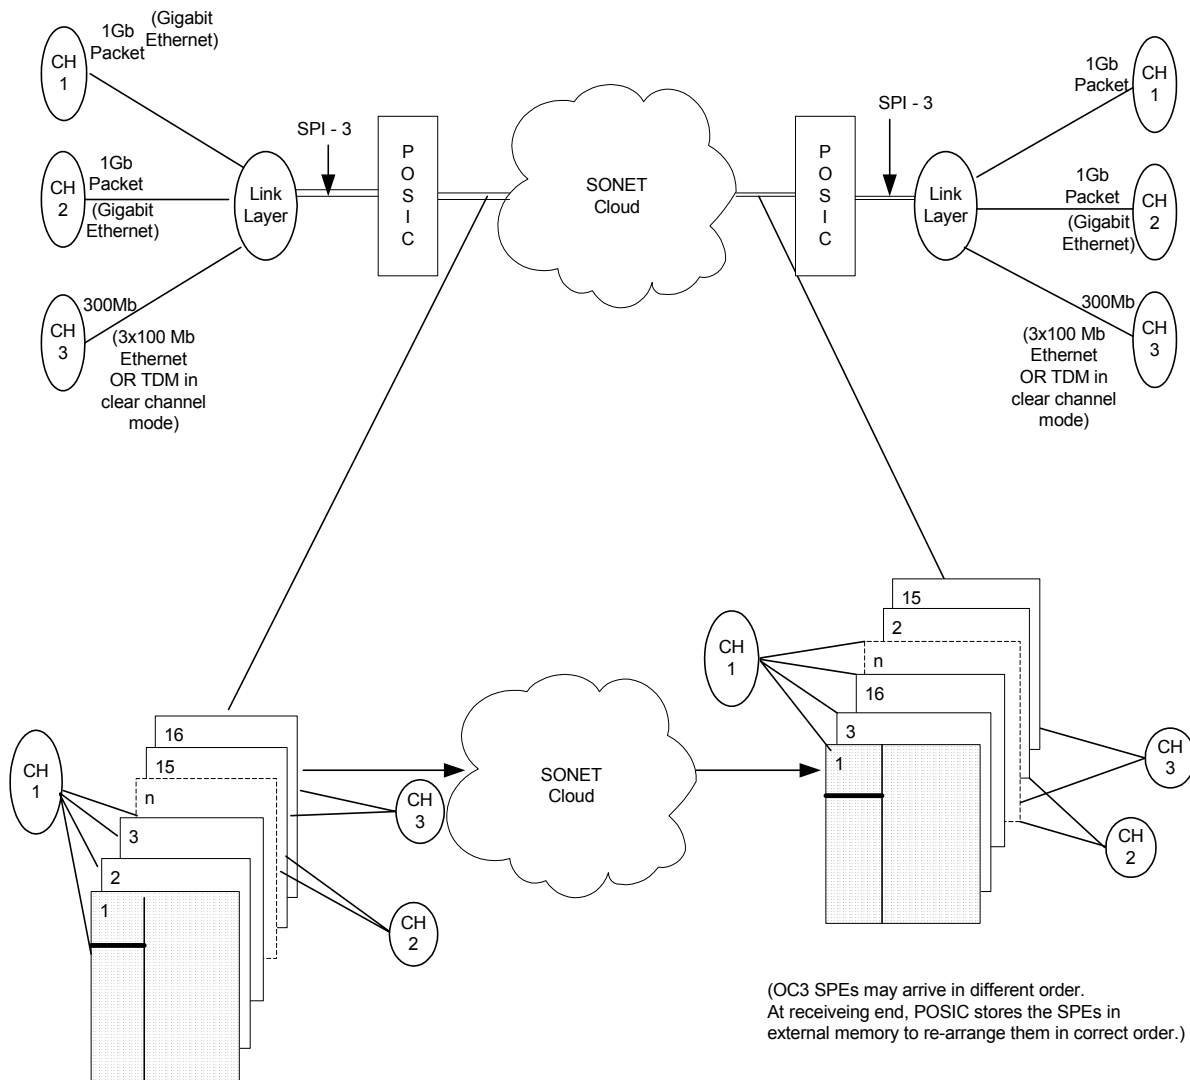 1Gb
Packet
(Gigabit
Ethernet)
CH
1
1Gb
Packet
(Gigabit
Ethernet)
CH
2
300Mb
CH
3
(3x100 Mb
Ethernet
OR TDM in
clear channel
mode)
Link
Layer
SPI - 3
P
O
S
I
C
SONET
Cloud
P
O
S
I
C
SPI - 3
Link
Layer
1Gb
Packet
CH
1
1Gb
Packet
(Gigabit
Ethernet)
CH
2
300Mb
CH
3
(3x100 Mb
Ethernet
OR TDM in
clear channel
mode)
CH
1
16
15
n
3
2
1
CH
3
CH
2
SONET
Cloud
CH
1
15
2
n
16
3
1
CH
3
CH
2
(OC3 SPEs may arrive in different order.
At receiveing end, POSIC stores the SPEs in
external memory to re-arrange them in correct order.)